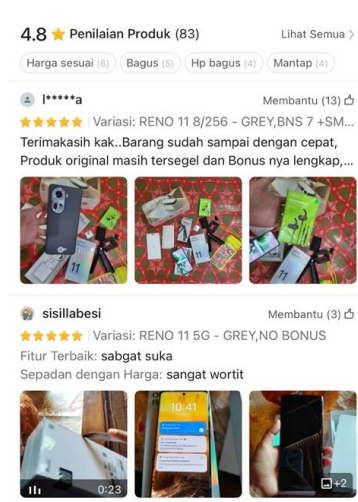 4.8 Penilaian Produk (83) Lihat Semua
Harga sesuai (6) Bagus (5) Hp bagus (4) Mantap (4)
l*****a Membantu (13)
Variasi: RENO 11 8/256 - GREY,BNS 7 +SM...
Terimakasih kak..Barang sudah sampai dengan cepat,
Produk original masih tersegel dan Bonus nya lengkap,...
11
11
sisillabesi Membantu (3)
Variasi: RENO 11 5G - GREY,NO BONUS
Fitur Terbaik: sabgat suka
Sepadan dengan Harga: sangat wortit
0:23
10:41
+2